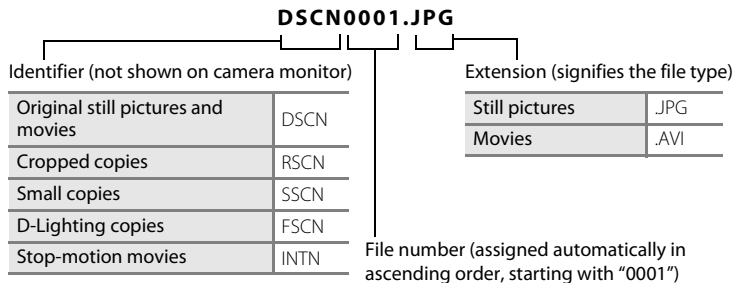 DSCN0001.JPG
Identifier (not shown on camera monitor)
Original still pictures and
movies
DSCN
Cropped copies
RSCN
Small copies
SSCN
D-Lighting copies
FSCN
Stop-motion movies
INTN
Extension (signifies the file type)
Still pictures
.JPG
Movies
.AVI
File number (assigned automatically in
ascending order, starting with “0001”)